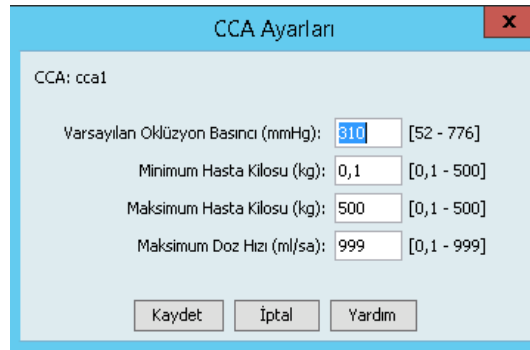 CCA Ayarları
x
CCA: cca1
Varsayılan Oklüzyon Basıncı (mmHg): 310 [52 - 776]
Minimum Hasta Kilosu (kg): 0,1 [0,1 - 500]
Maksimum Hasta Kilosu (kg): 500 [0,1 - 500]
Maksimum Doz Hızı (ml/sa): 999 [0,1 - 999]
Kaydet İptal Yardım